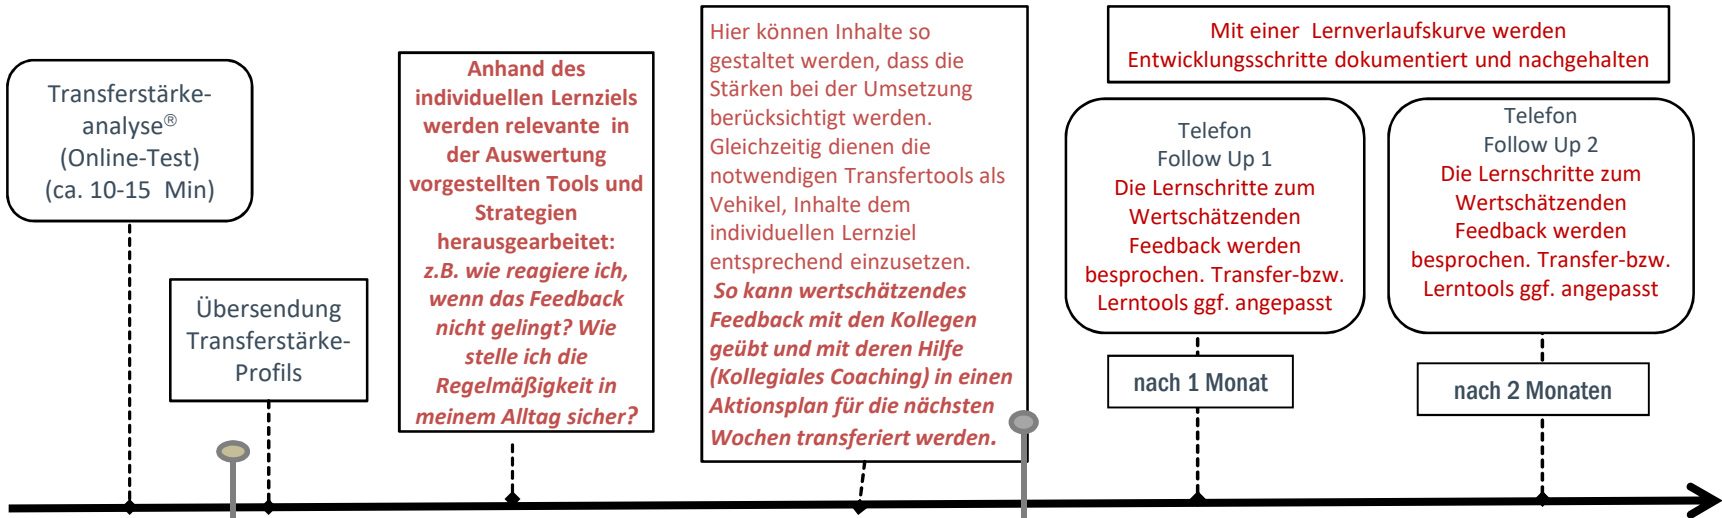 Transferstärke-
analyse®
(Online-Test)
(ca. 10-15 Min)
Übersendung
Transferstärke-
Profils
Anhand des
individuellen Lernziels
werden relevante in
der Auswertung
vorgestellten Tools und
Strategien
herausgearbeitet:
z.B. wie reagiere ich,
wenn das Feedback
nicht gelingt? Wie
stelle ich die
Regelmäßigkeit in
meinem Alltag sicher?
Hier können Inhalte so
gestaltet werden, dass die
Stärken bei der Umsetzung
berücksichtigt werden.
Gleichzeitig dienen die
notwendigen Transfertools als
Vehikel, Inhalte dem
individuellen Lernziel
entsprechend einzusetzen.
So kann wertschätzendes
Feedback mit den Kollegen
geübt und mit deren Hilfe
(Kollegiales Coaching) in einen
Aktionsplan für die nächsten
Wochen transferiert werden.
Mit einer Lernverlaufskurve werden
Entwicklungsschritte dokumentiert und nachgehalten
Telefon
Follow Up 1
Die Lernschritte zum
Wertschätzenden
Feedback werden
besprochen. Transfer-bzw.
Lerntools ggf. angepasst
nach 1 Monat
Telefon
Follow Up 2
Die Lernschritte zum
Wertschätzenden
Feedback werden
besprochen. Transfer-bzw.
Lerntools ggf. angepasst
nach 2 Monaten